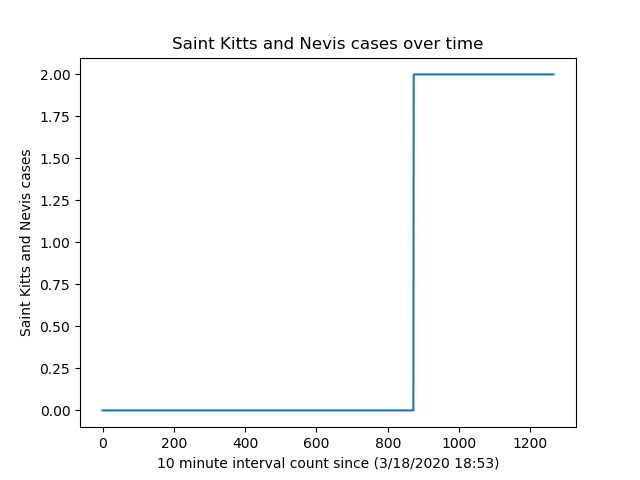 Saint Kitts and Nevis cases over time
2.00
1.75
1.50
1.25
1.00
0.75
0.50
0.25
0.00
Saint Kitts and Nevis cases
0 200 400 600 800 1000 1200
10 minute interval count since (3/18/2020 18:53)